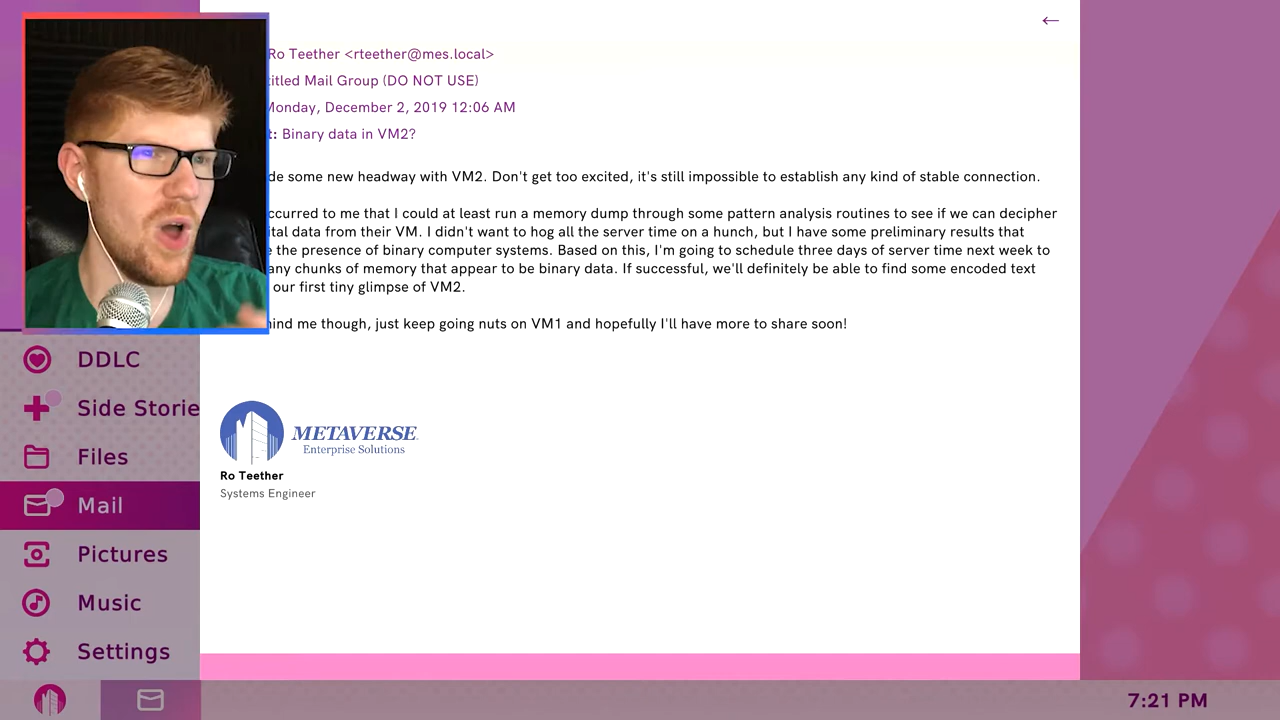 ←
Ro Teether <rteether@mes.local>
titled Mail Group (DO NOT USE)
Monday, December 2, 2019 12:06 AM
t: Binary data in VM2?
de some new headway with VM2. Don't get too excited, it's still impossible to establish any kind of stable connection.
ccurred to me that I could at least run a memory dump through some pattern analysis routines to see if we can decipher
ital data from their VM. I didn't want to hog all the server time on a hunch, but I have some preliminary results that
e the presence of binary computer systems. Based on this, I'm going to schedule three days of server time next week to
any chunks of memory that appear to be binary data. If successful, we'll definitely be able to find some encoded text
our first tiny glimpse of VM2.
ind me though, just keep going nuts on VM1 and hopefully I'll have more to share soon!
METAVERSE
Enterprise Solutions
Ro Teether
Systems Engineer
DDLC
Side Storie
Files
Mail
Pictures
Music
Settings
7:21 PM